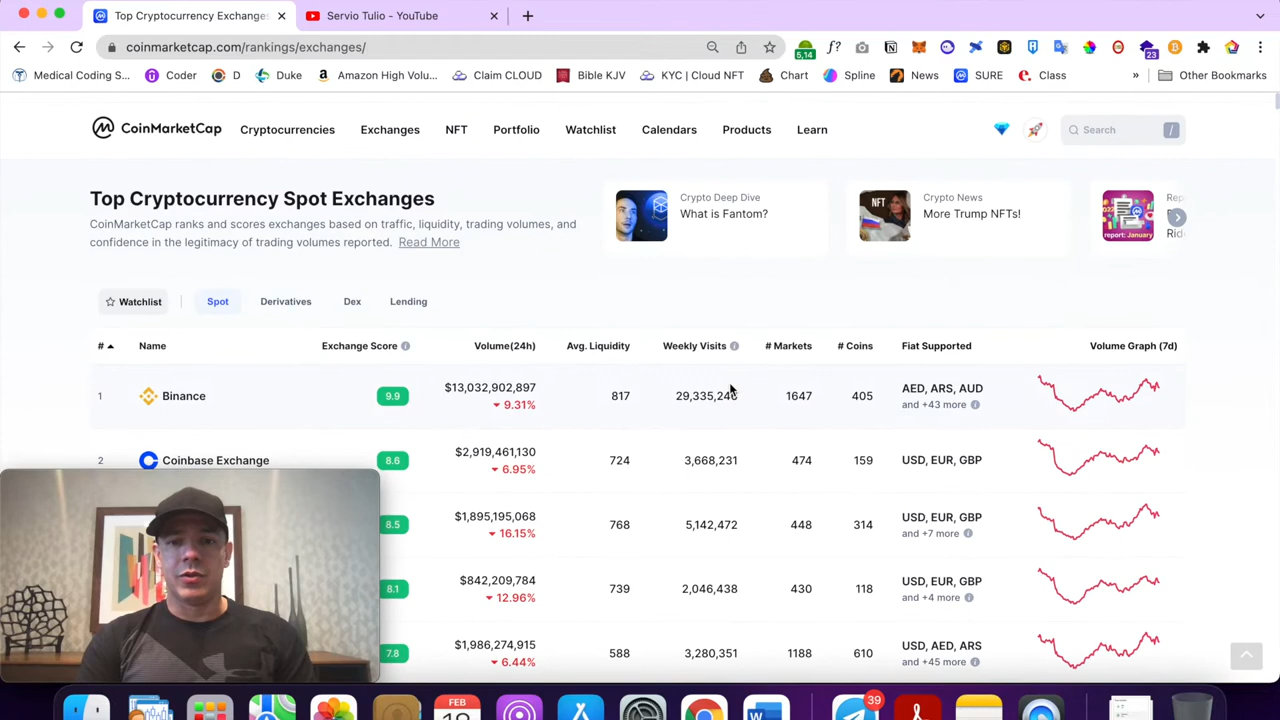 Top Cryptocurrency Exchanges
Servio Tulio - YouTube
coinmarketcap.com/rankings/exchanges/
5,14
23
Medical Coding S...
Coder
D
Duke
Amazon High Volu...
Claim CLOUD
Bible KJV
KYC | Cloud NFT
Chart
Spline
News
SURE
Class
»
Other Bookmarks
CoinMarketCap
Cryptocurrencies
Exchanges
NFT
Portfolio
Watchlist
Calendars
Products
Learn
Search
/
Top Cryptocurrency Spot Exchanges
CoinMarketCap ranks and scores exchanges based on traffic, liquidity, trading volumes, and
confidence in the legitimacy of trading volumes reported. Read More
Crypto Deep Dive
What is Fantom?
Crypto News
More Trump NFTs!
NFT
report: January
Rep
Rid
Watchlist
Spot
Derivatives
Dex
Lending
# Name Exchange Score Volume(24h) Avg. Liquidity Weekly Visits # Markets # Coins Fiat Supported Volume Graph (7d)
1 Binance 9.9 $13,032,902,897 817 1647 405 AED, ARS, AUD
9.31% and +43 more
2 Coinbase Exchange 8.6 $2,919,461,130 724 3,668,231 474 159 USD, EUR, GBP
6.95%
8.5 $1,895,195,068 768 5,142,472 448 314 USD, EUR, GBP
16.15% and +7 more
8.1 $842,209,784 739 2,046,438 430 118 USD, EUR, GBP
12.96% and +4 more
7.8 $1,986,274,915 588 3,280,351 1188 610 USD, AED, ARS
6.44% and +45 more
FEB
39